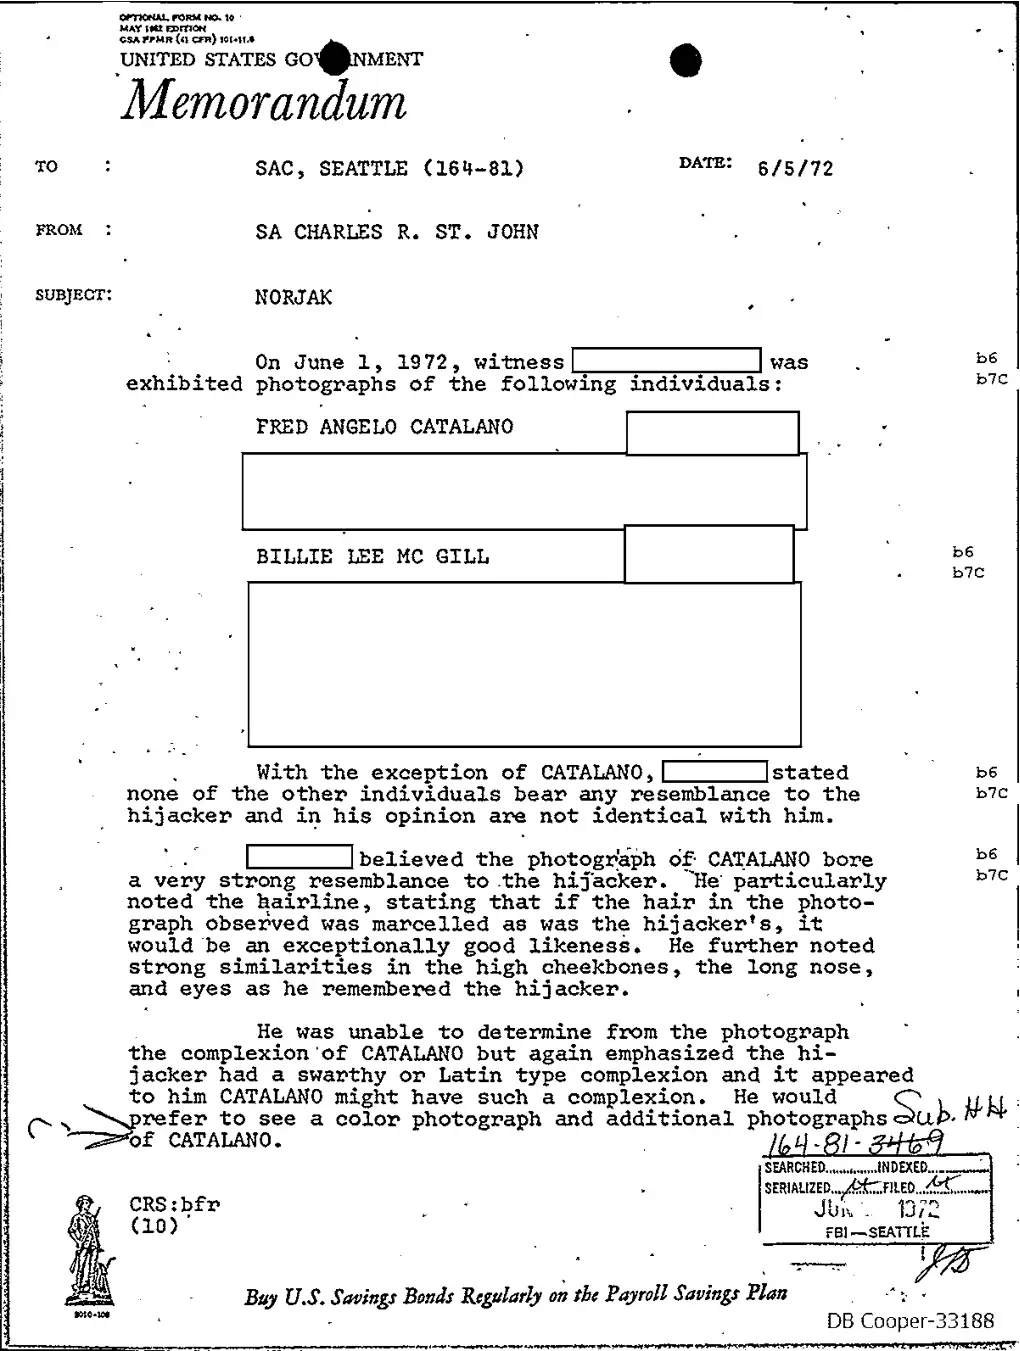 OPTIONAL FORM NO. 10
MAY 1962 EDITION
GSA FPMR (41 CFR) 101-11.6
UNITED STATES GOV NMENT
Memorandum
TO : SAC, SEATTLE (164-81) DATE: 6/5/72
FROM : SA CHARLES R. ST. JOHN
SUBJECT: NORJAK
On June 1, 1972, witness was b6
exhibited photographs of the following individuals: b7C
FRED ANGELO CATALANO
BILLIE LEE MC GILL b6
b7C
With the exception of CATALANO, stated b6
none of the other individuals bear any resemblance to the b7C
hijacker and in his opinion are not identical with him.
believed the photograph of CATALANO bore b6
a very strong resemblance to the hijacker. He particularly b7C
noted the hairline, stating that if the hair in the photo-
graph observed was marcelled as was the hijacker's, it
would be an exceptionally good likeness. He further noted
strong similarities in the high cheekbones, the long nose,
and eyes as he remembered the hijacker.
He was unable to determine from the photograph
the complexion of CATALANO but again emphasized the hi-
jacker had a swarthy or Latin type complexion and it appeared
to him CATALANO might have such a complexion. He would
prefer to see a color photograph and additional photographs Sub. HH
of CATALANO. 164-81-3469
SEARCHED INDEXED
SERIALIZED FILED
CRS:bfr
1972
(10)
FBI—SEATTLE
Buy U.S. Savings Bonds Regularly on the Payroll Savings Plan
5010-108
DB Cooper-33188